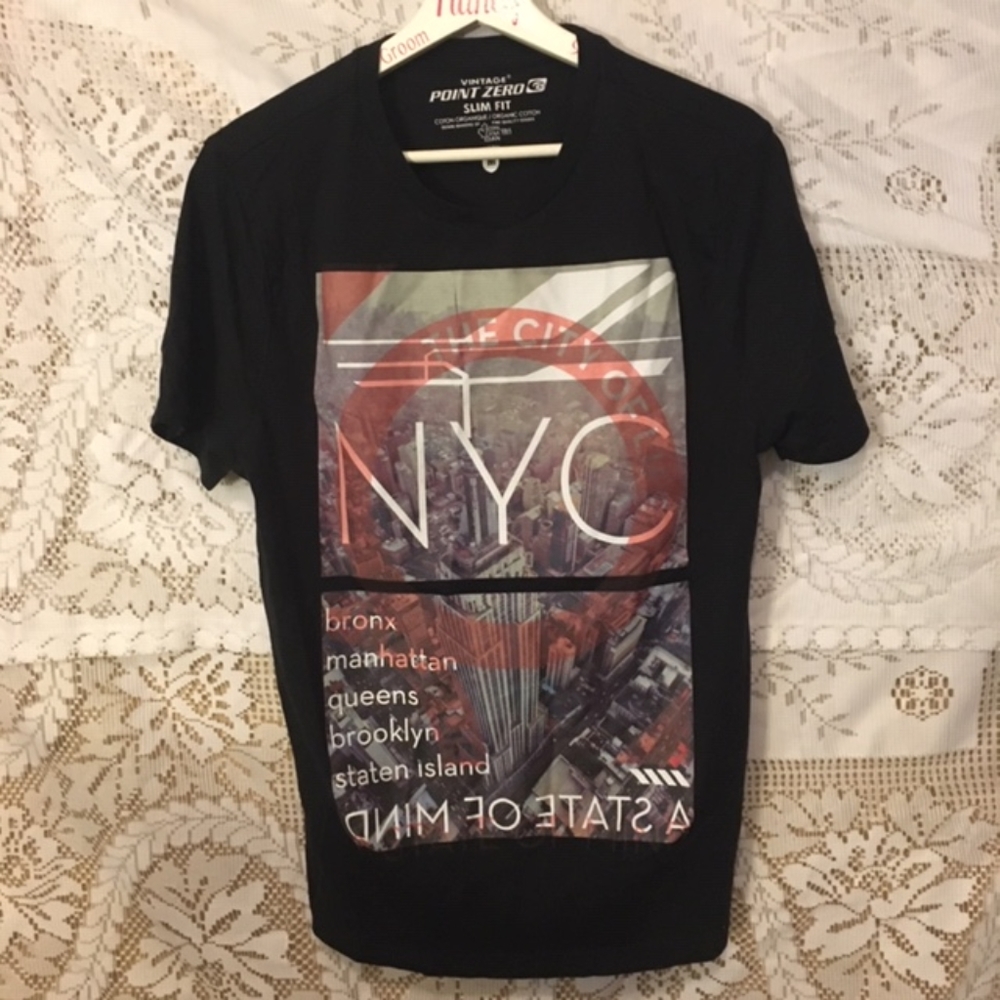 Groom
VINTAGE
POINT ZERO
SLIM FIT
COTON ORGANIQUE / ORGANIC COTTON
THE CITY OF
NYC
bronx
manhattan
queens
brooklyn
staten island
A STATE OF MIND